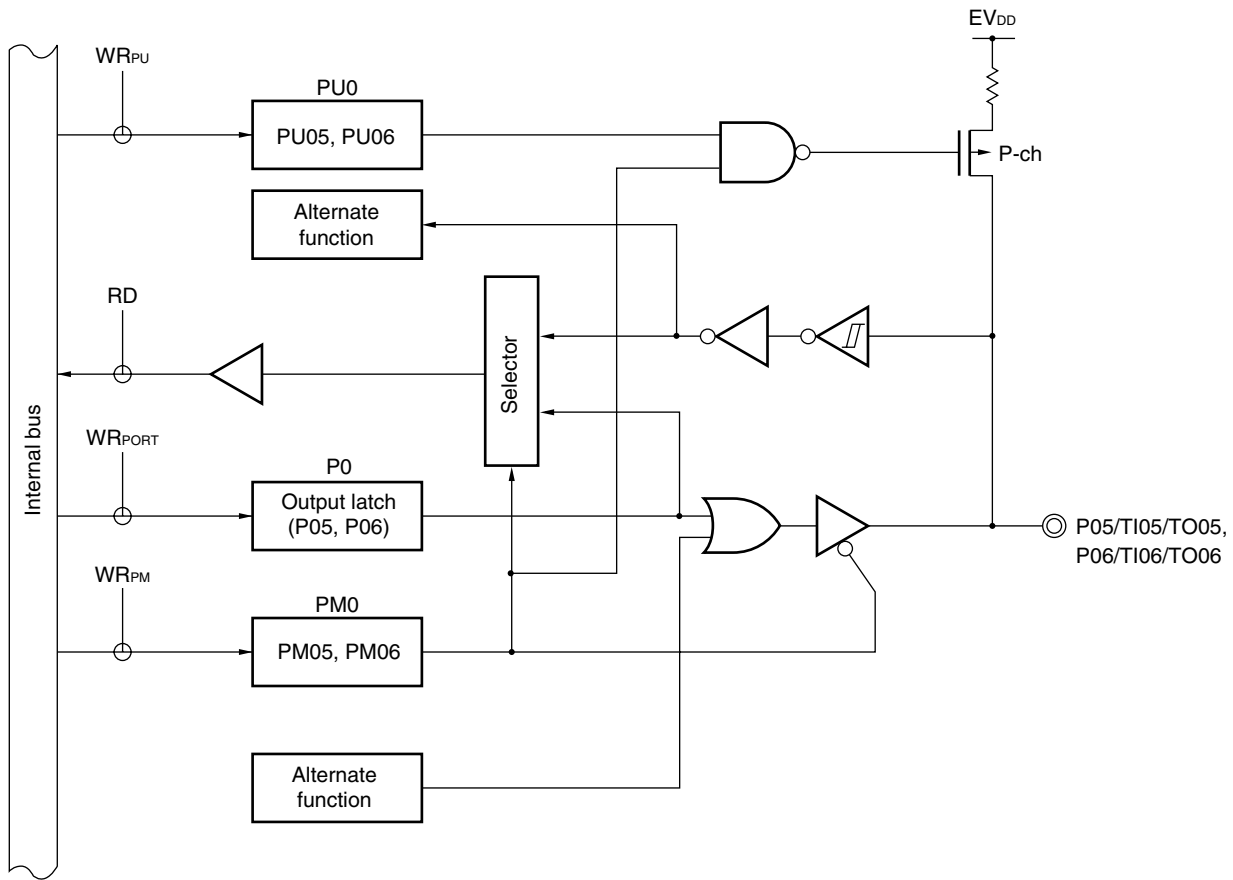 EVDD
WRPU
PU0
PU05, PU06
P-ch
Alternate
function
RD
Selector
Internal bus
WRPORT
P0
Output latch
(P05, P06)
P05/TI05/TO05,
P06/TI06/TO06
WRPM
PM0
PM05, PM06
Alternate
function